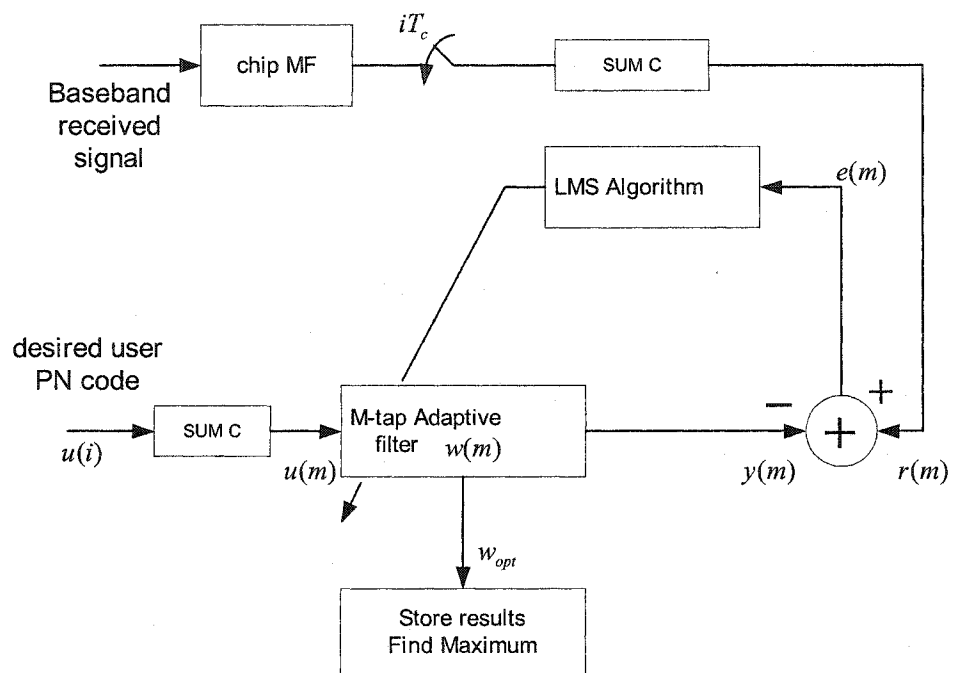 iT_c
chip MF
SUM C
Baseband
received
signal
LMS Algorithm
e(m)
desired user
PN code
SUM C
M-tap Adaptive
filter w(m)
− +
+
u(i)
u(m)
y(m)
r(m)
w_opt
Store results
Find Maximum